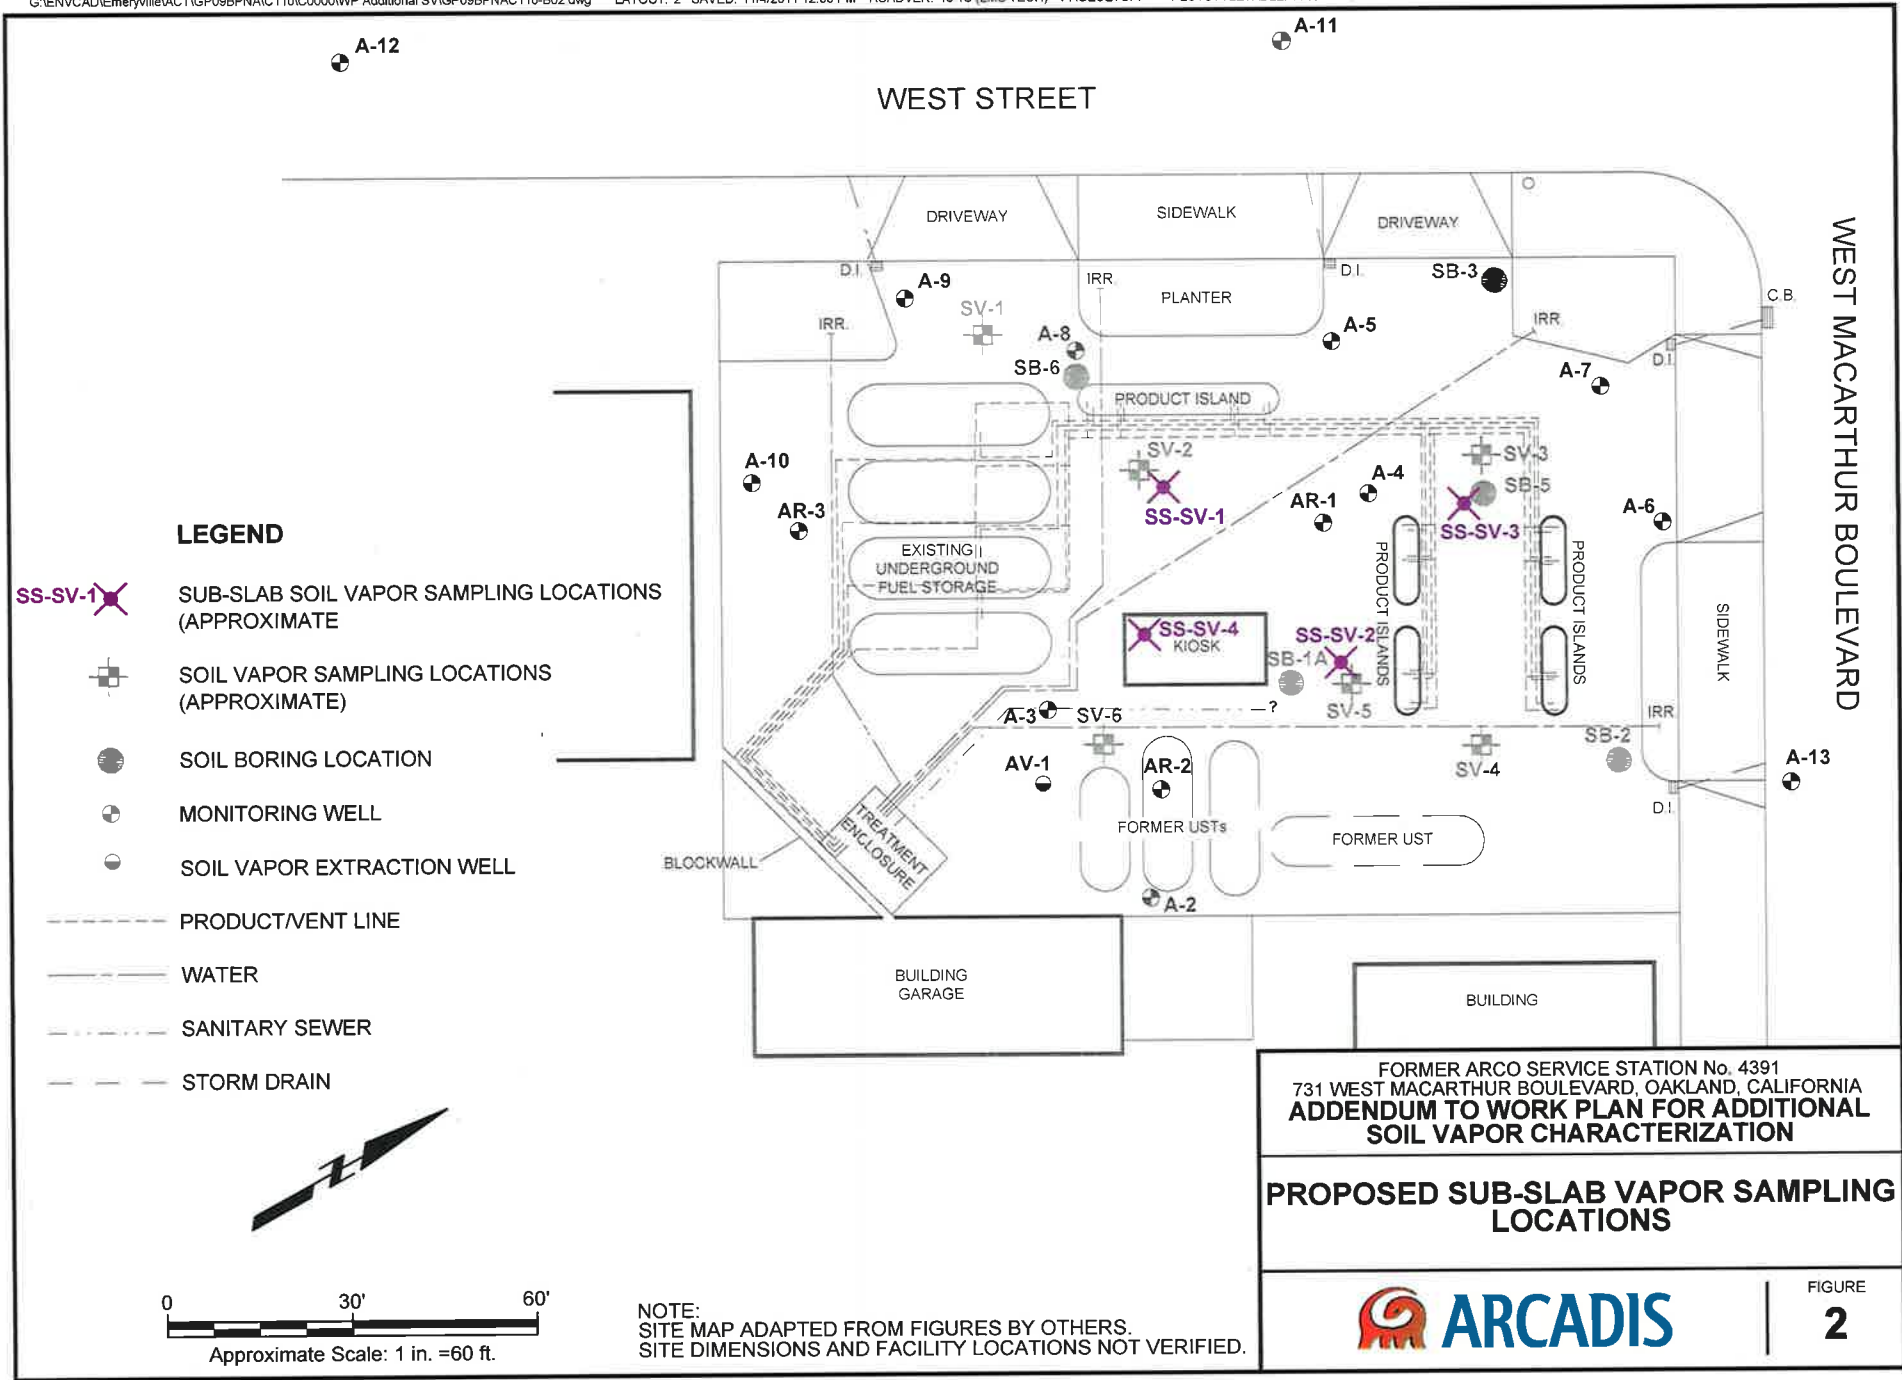 A-12
A-11
WEST STREET
DRIVEWAY
SIDEWALK
DRIVEWAY
WEST MACARTHUR BOULEVARD
D.I.
D.I.
SB-3
C.B.
A-9
IRR.
PLANTER
SV-1
IRR.
A-8
A-5
IRR.
D.I.
SB-6
A-7
PRODUCT ISLAND
SV-2
SV-3
A-10
A-4
SB-5
AR-3
SS-SV-1
AR-1
SS-SV-3
A-6
EXISTING
UNDERGROUND
FUEL STORAGE
PRODUCT ISLANDS
PRODUCT ISLANDS
SIDEWALK
SS-SV-4
KIOSK
SS-SV-2
SB-1A
SV-5
A-3
SV-6
?
IRR.
SB-2
AV-1
AR-2
SV-4
A-13
D.I.
FORMER USTs
FORMER UST
TREATMENT
ENCLOSURE
BLOCKWALL
A-2
BUILDING
GARAGE
BUILDING
LEGEND
SS-SV-1
SUB-SLAB SOIL VAPOR SAMPLING LOCATIONS
(APPROXIMATE
SOIL VAPOR SAMPLING LOCATIONS
(APPROXIMATE)
SOIL BORING LOCATION
MONITORING WELL
SOIL VAPOR EXTRACTION WELL
PRODUCT/VENT LINE
WATER
SANITARY SEWER
STORM DRAIN
Z
0 30' 60'
Approximate Scale: 1 in. =60 ft.
NOTE:
SITE MAP ADAPTED FROM FIGURES BY OTHERS.
SITE DIMENSIONS AND FACILITY LOCATIONS NOT VERIFIED.
FORMER ARCO SERVICE STATION No. 4391
731 WEST MACARTHUR BOULEVARD, OAKLAND, CALIFORNIA
ADDENDUM TO WORK PLAN FOR ADDITIONAL
SOIL VAPOR CHARACTERIZATION
PROPOSED SUB-SLAB VAPOR SAMPLING
LOCATIONS
ARCADIS
FIGURE
2